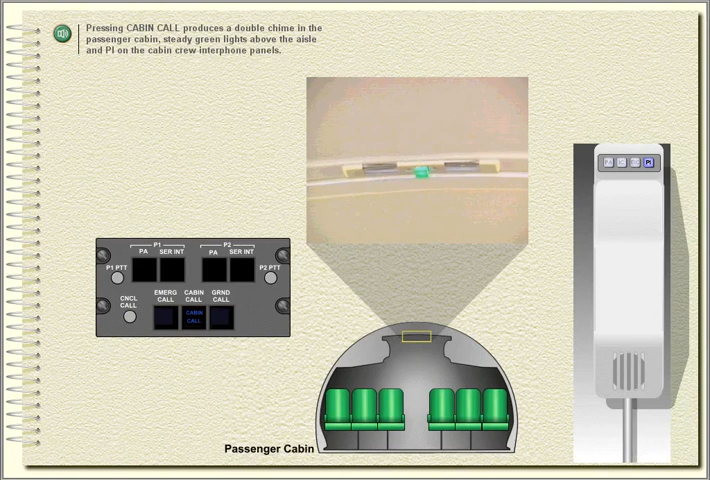 Pressing CABIN CALL produces a double chime in the
passenger cabin, steady green lights above the aisle
and PI on the cabin crew interphone panels.
PA IC PI
P1 P2
PA SER INT PA SER INT
P1 PTT P2 PTT
CNCL CALL
EMERG CALL CABIN CALL GRND CALL
CABIN CALL
Passenger Cabin